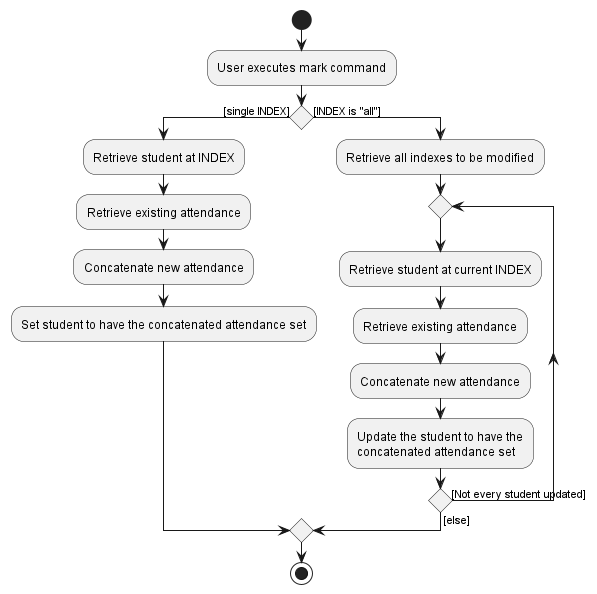 User executes mark command
[single INDEX]
[INDEX is "all"]
Retrieve student at INDEX
Retrieve existing attendance
Concatenate new attendance
Set student to have the concatenated attendance set
Retrieve all indexes to be modified
Retrieve student at current INDEX
Retrieve existing attendance
Concatenate new attendance
Update the student to have the
concatenated attendance set
[Not every student updated]
[else]